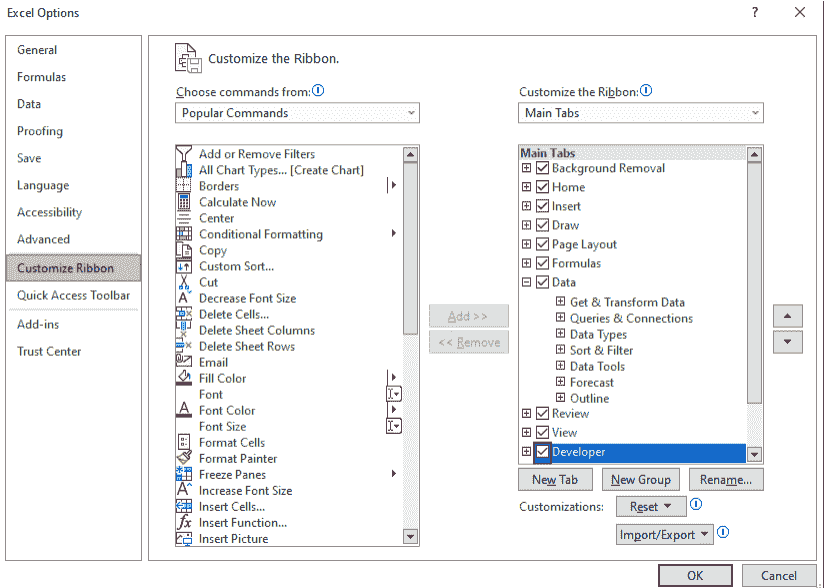 Excel Options
?
General
Formulas
Data
Proofing
Save
Language
Accessibility
Advanced
Customize Ribbon
Quick Access Toolbar
Add-ins
Trust Center
Customize the Ribbon.
Choose commands from:
Popular Commands
Add or Remove Filters
All Chart Types... [Create Chart]
Borders
Calculate Now
Center
Conditional Formatting
Copy
Custom Sort...
Cut
Decrease Font Size
Delete Cells...
Delete Sheet Columns
Delete Sheet Rows
Email
Fill Color
Font
Font Color
Font Size
Format Cells
Format Painter
Freeze Panes
Increase Font Size
Insert Cells...
Insert Function...
Insert Picture
Add >>
<< Remove
Customize the Ribbon:
Main Tabs
Main Tabs
Background Removal
Home
Insert
Draw
Page Layout
Formulas
Data
Get & Transform Data
Queries & Connections
Data Types
Sort & Filter
Data Tools
Forecast
Outline
Review
View
Developer
New Tab New Group Rename...
Customizations: Reset
Import/Export
OK Cancel